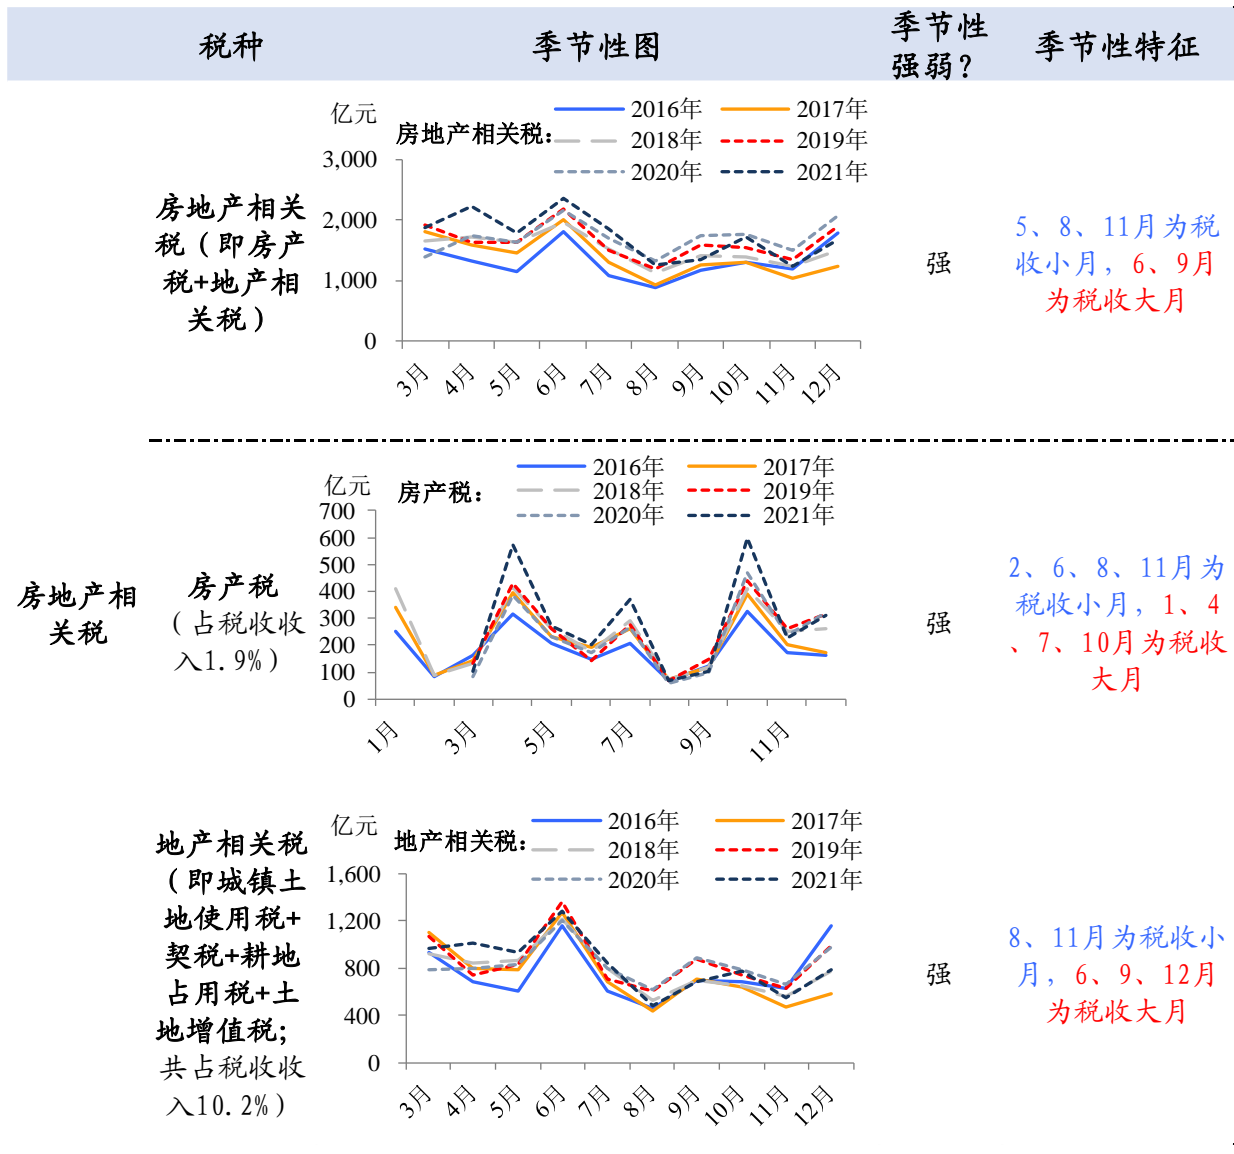 税种
季节性图
季节性
强弱?
季节性特征
亿元
房地产相关税:
2016年
2017年
2018年
2019年
2020年
2021年
3,000
2,000
1,000
0
3月
4月
5月
6月
7月
8月
9月
10月
11月
12月
房地产相关
税(即房产
税+地产相
关税)
强
5、8、11月为税
收小月，6、9月
为税收大月
房地产相
关税
房产税
(占税收收
入1.9%)
亿元
房产税:
2016年
2017年
2018年
2019年
2020年
2021年
700
600
500
400
300
200
100
0
1月
3月
5月
7月
9月
11月
强
2、6、8、11月为
税收小月，1、4
、7、10月为税收
大月
地产相关税
(即城镇土
地使用税+
契税+耕地
占用税+土
地增值税;
共占税收收
入10.2%)
亿元
地产相关税:
2016年
2017年
2018年
2019年
2020年
2021年
1,600
1,200
800
400
0
3月
4月
5月
6月
7月
8月
9月
10月
11月
12月
强
8、11月为税收小
月，6、9、12月
为税收大月